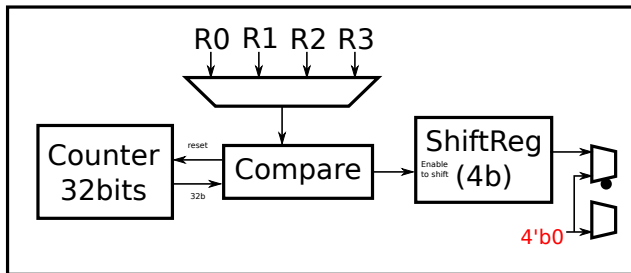 R0 R1 R2 R3
Counter
32bits
reset
32b
Compare
ShiftReg
(4b)
Enable
to shift
4'b0